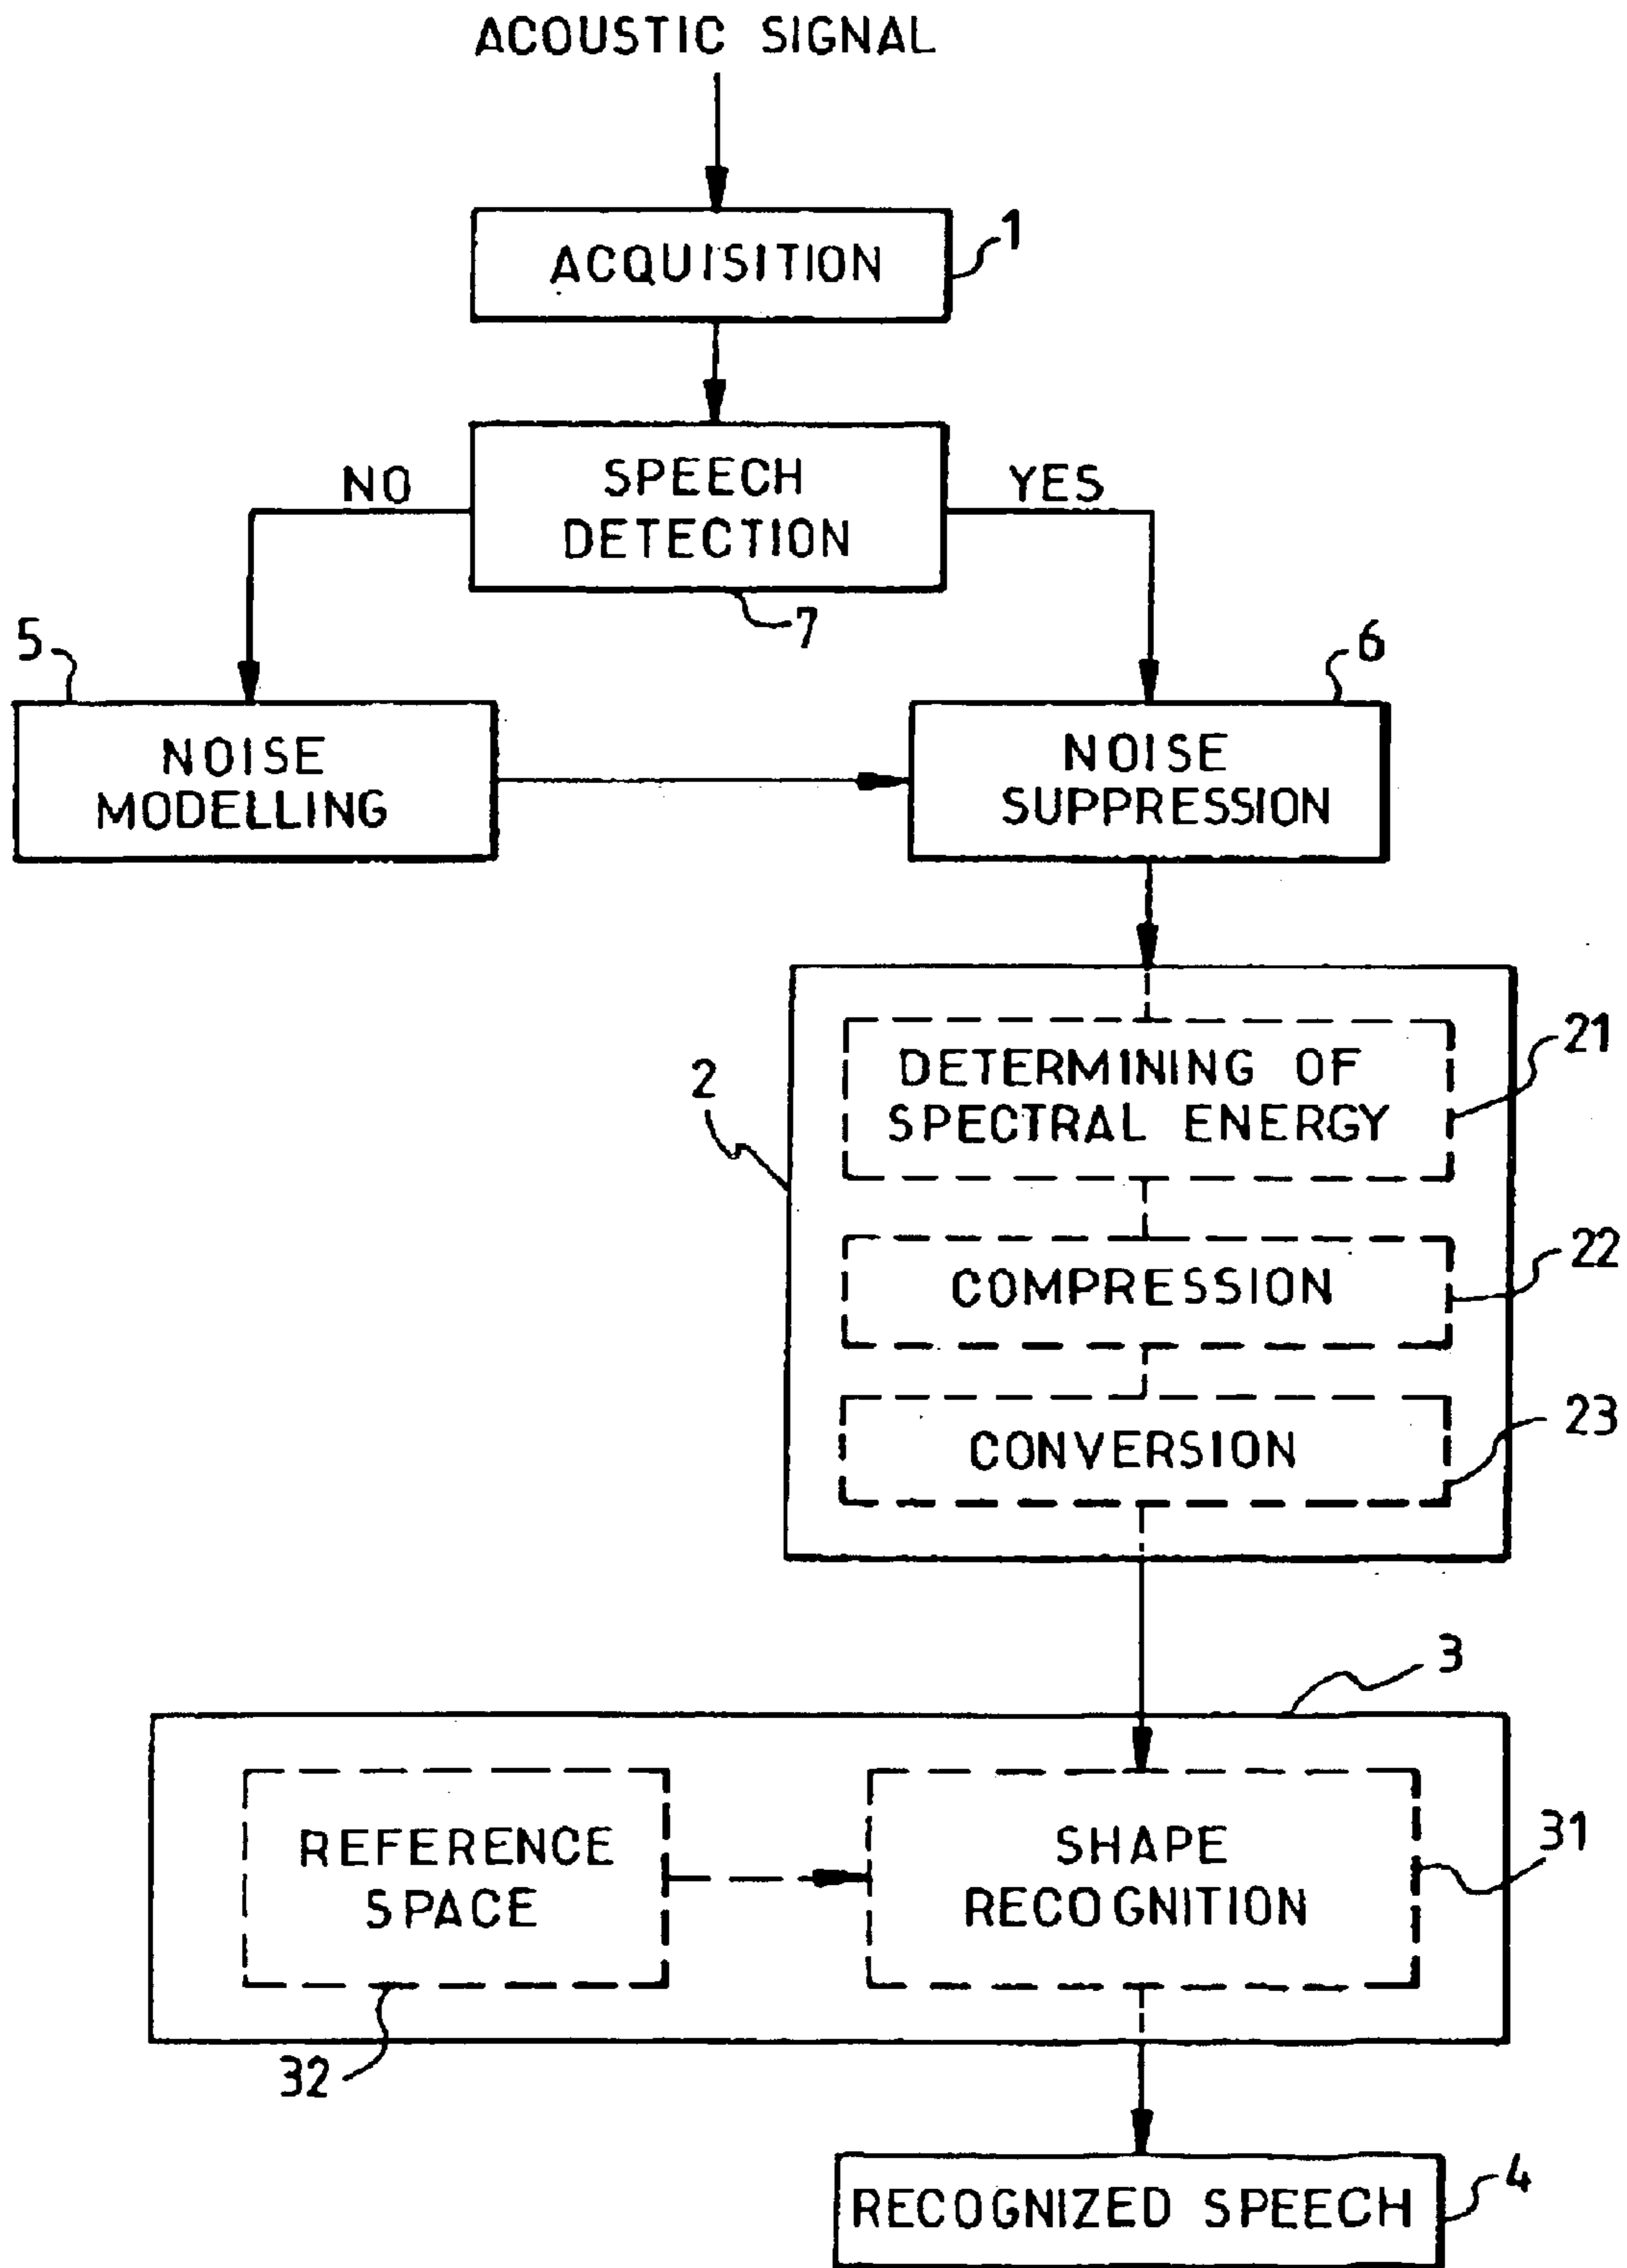 ACOUSTIC SIGNAL
1
ACQUISITION
NO
SPEECH
DETECTION
YES
7
5
6
NOISE
MODELLING
NOISE
SUPPRESSION
2
DETERMINING OF
SPECTRAL ENERGY
21
COMPRESSION
22
CONVERSION
23
3
REFERENCE
SPACE
SHAPE
RECOGNITION
31
32
RECOGNIZED SPEECH
4